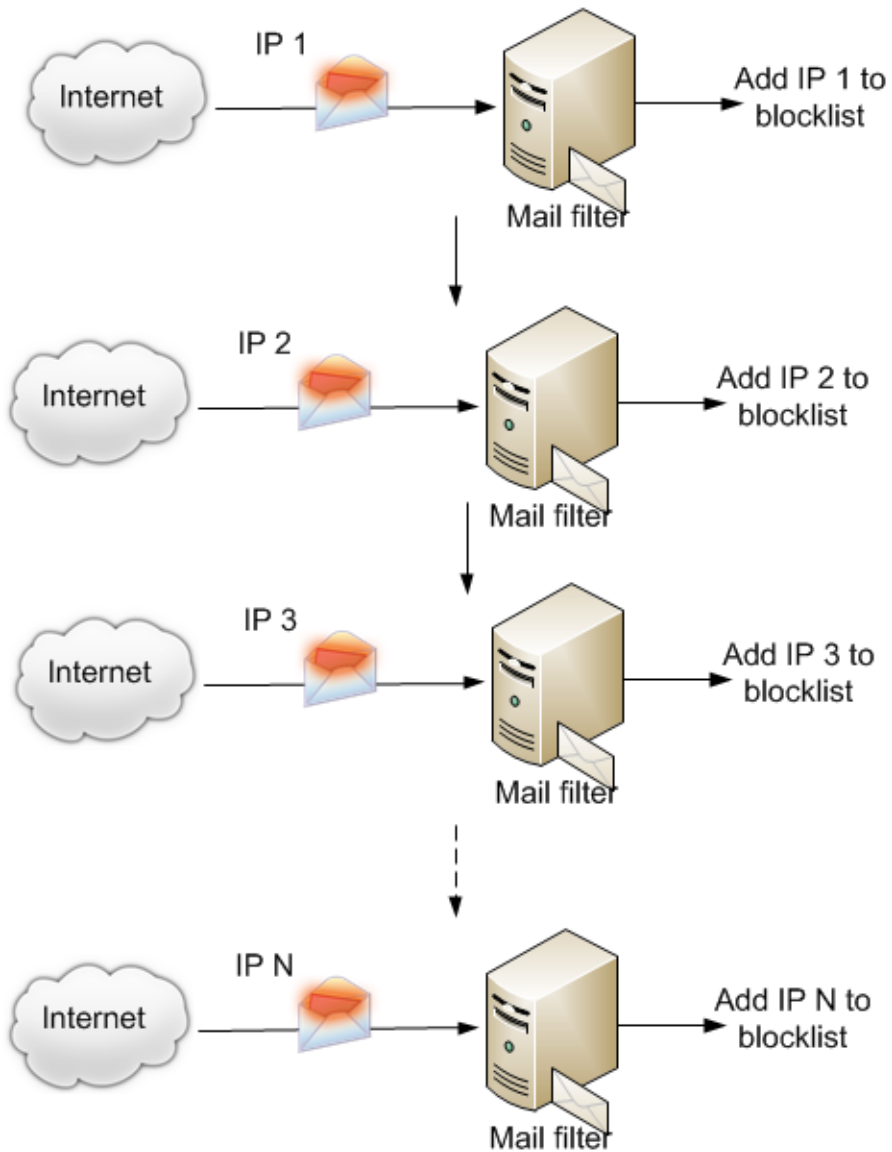 IP 1
Internet
Add IP 1 to
blocklist
Mail filter
IP 2
Internet
Add IP 2 to
blocklist
Mail filter
IP 3
Internet
Add IP 3 to
blocklist
Mail filter
IP N
Internet
Add IP N to
blocklist
Mail filter